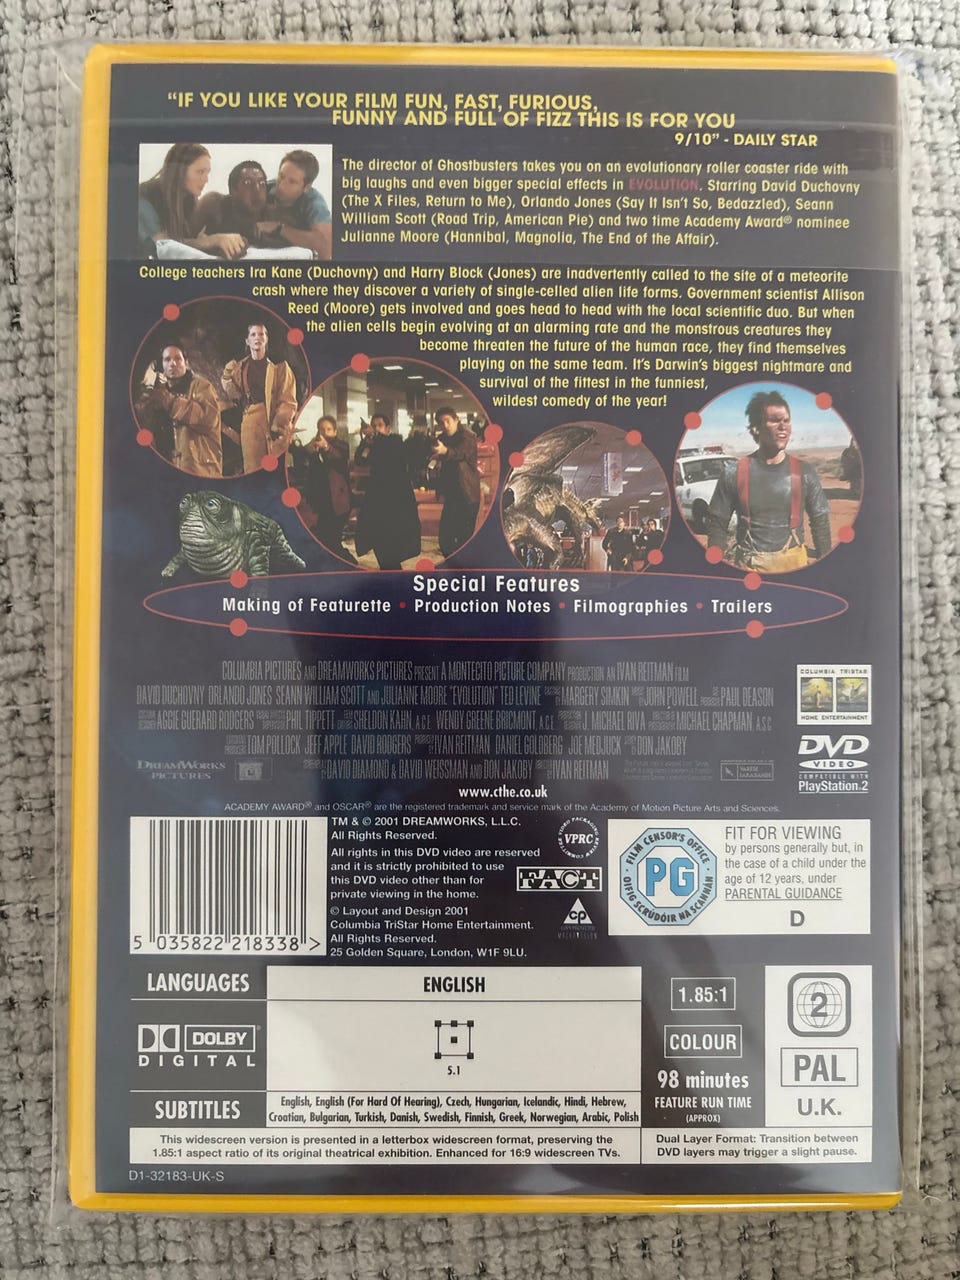 “IF YOU LIKE YOUR FILM FUN, FAST, FURIOUS,
FUNNY AND FULL OF FIZZ THIS IS FOR YOU
9/10” - DAILY STAR
The director of Ghostbusters takes you on an evolutionary roller coaster ride with
big laughs and even bigger special effects in EVOLUTION. Starring David Duchovny
(The X Files, Return to Me), Orlando Jones (Say It Isn't So, Bedazzled), Seann
William Scott (Road Trip, American Pie) and two time Academy Award® nominee
Julianne Moore (Hannibal, Magnolia, The End of the Affair).
College teachers Ira Kane (Duchovny) and Harry Block (Jones) are inadvertently called to the site of a meteorite
crash where they discover a variety of single-celled alien life forms. Government scientist Allison
Reed (Moore) gets involved and goes head to head with the local scientific duo. But when
the alien cells begin evolving at an alarming rate and the monstrous creatures they
become threaten the future of the human race, they find themselves
playing on the same team. It's Darwin's biggest nightmare and
survival of the fittest in the funniest,
wildest comedy of the year!
Special Features
Making of Featurette • Production Notes • Filmographies • Trailers
COLUMBIA PICTURES AND DREAMWORKS PICTURES PRESENT A MONTECITO PICTURE COMPANY PRODUCTION AN IVAN REITMAN FILM
DAVID DUCHOVNY ORLANDO JONES SEANN WILLIAM SCOTT AND JULIANNE MOORE "EVOLUTION" TED LEVINE MARGERY SIMKIN JOHN POWELL PAUL DEASON
AGGIE GUERARD RODGERS PHIL TIPPETT SHELDON KAHN, A.C.E. WENDY GREENE BRICMONT, A.C.E. J. MICHAEL RIVA MICHAEL CHAPMAN, A.S.C.
TOM POLLOCK JEFF APPLE DAVID RODGERS IVAN REITMAN DANIEL GOLDBERG JOE MEDJUCK DON JAKOBY
DAVID DIAMOND & DAVID WEISSMAN AND DON JAKOBY IVAN REITMAN
DREAMWORKS
PICTURES
VARESE
SARABANDE
COLUMBIA TRISTAR
HOME ENTERTAINMENT
DVD
VIDEO
COMPATIBLE WITH
PlayStation.2
www.cthe.co.uk
ACADEMY AWARD® and OSCAR® are the registered trademark and service mark of the Academy of Motion Picture Arts and Sciences.
5 035822 218338 >
TM & © 2001 DREAMWORKS, L.L.C.
All Rights Reserved.
All rights in this DVD video are reserved
and it is strictly prohibited to use
this DVD video other than for
private viewing in the home.
© Layout and Design 2001
Columbia TriStar Home Entertainment.
All Rights Reserved.
25 Golden Square, London, W1F 9LU.
VIDEO PACKAGING REVIEW COMMITTEE
VPRC
FACT
cp
COPY PROTECTED
MACROVISION
FILM CENSOR'S OFFICE
PG
OIFIG SCRÚDÓIR NA SCANNÁN
FIT FOR VIEWING
by persons generally but, in
the case of a child under the
age of 12 years, under
PARENTAL GUIDANCE
D
LANGUAGES
ENGLISH
DOLBY
DIGITAL
5.1
SUBTITLES
English, English (For Hard Of Hearing), Czech, Hungarian, Icelandic, Hindi, Hebrew,
Croatian, Bulgarian, Turkish, Danish, Swedish, Finnish, Greek, Norwegian, Arabic, Polish
1.85:1
COLOUR
98 minutes
FEATURE RUN TIME
(APPROX)
2
PAL
U.K.
This widescreen version is presented in a letterbox widescreen format, preserving the
1.85:1 aspect ratio of its original theatrical exhibition. Enhanced for 16:9 widescreen TVs.
Dual Layer Format: Transition between
DVD layers may trigger a slight pause.
D1-32183-UK-S